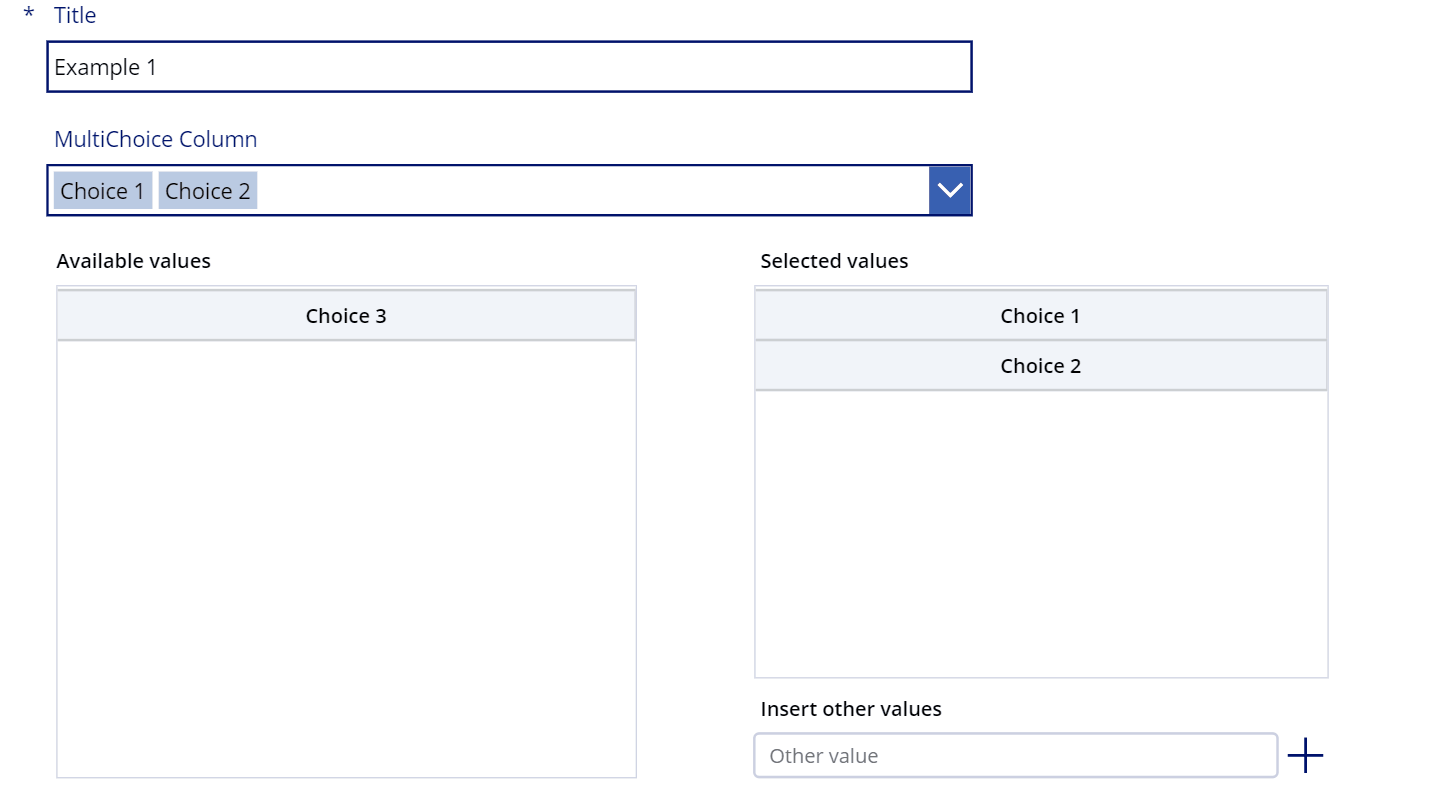 * Title
Example 1
MultiChoice Column
Choice 1 Choice 2
Available values
Choice 3
Selected values
Choice 1
Choice 2
Insert other values
Other value